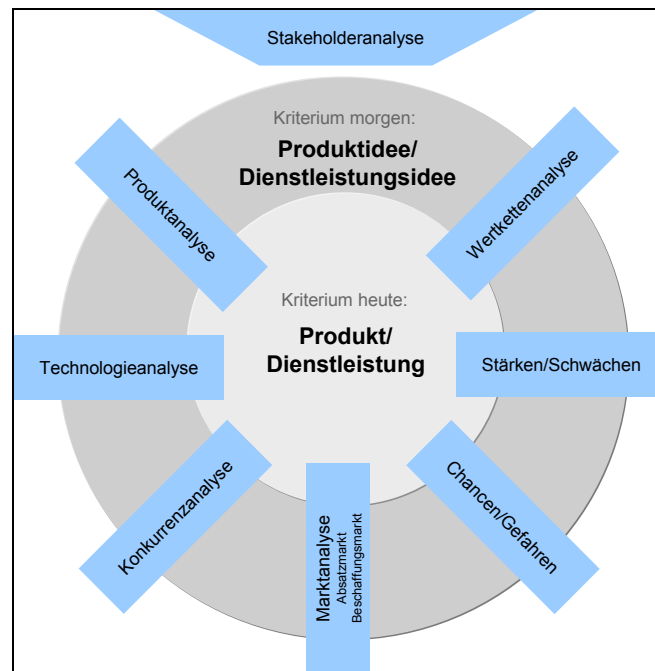 Stakeholderanalyse
Kriterium morgen:
Produktidee/
Dienstleistungsidee
Produktanalyse
Wertkettenanalyse
Kriterium heute:
Produkt/
Dienstleistung
Technologieanalyse
Stärken/Schwächen
Konkurrenzanalyse
Marktanalyse
Absatzmarkt
Beschaffungsmarkt
Chancen/Gefahren